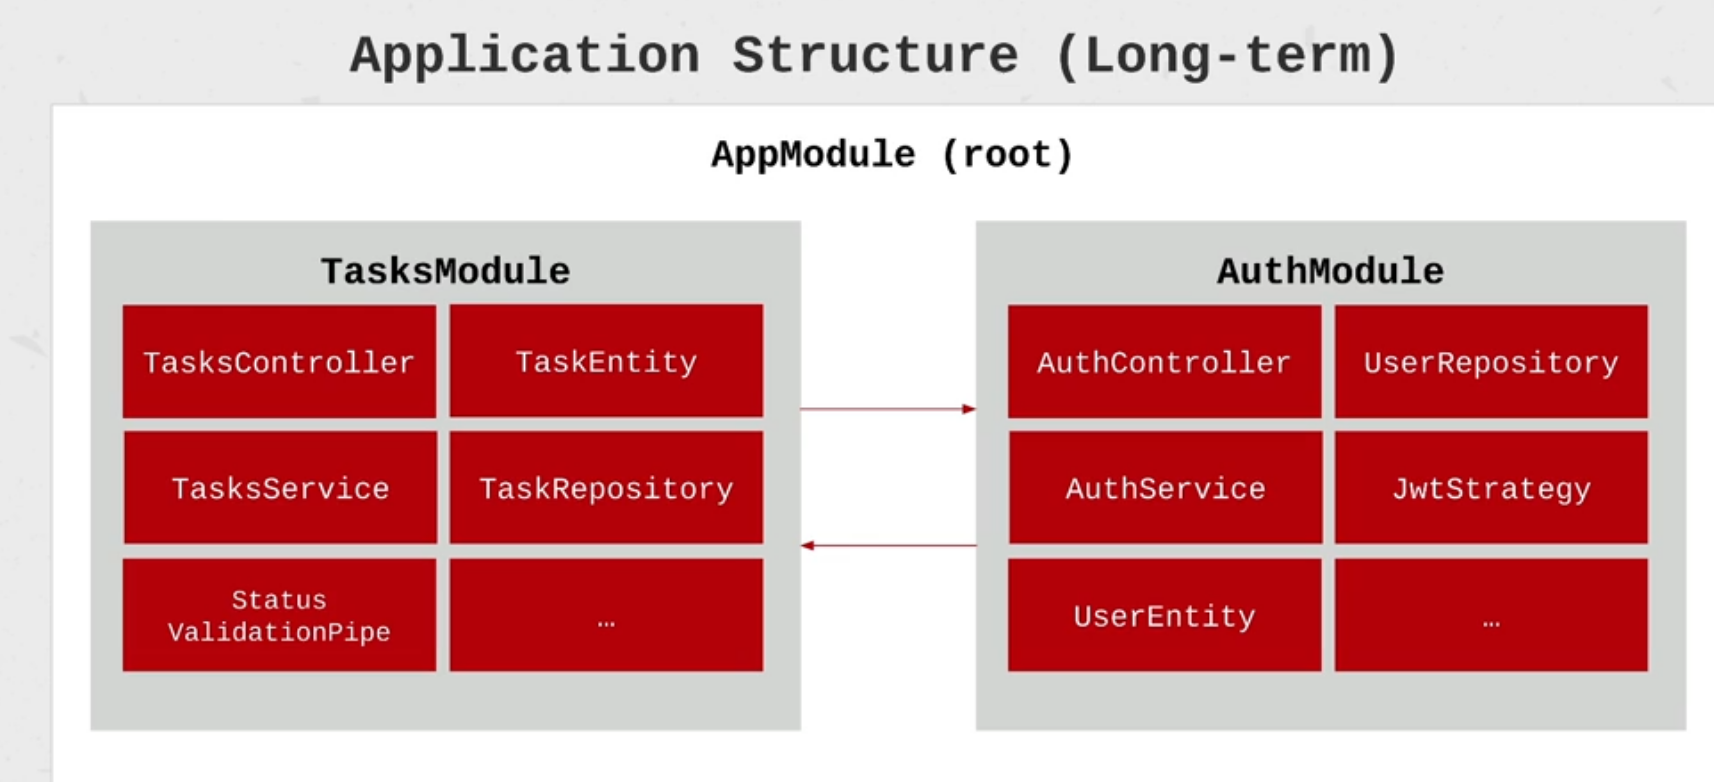 Application Structure (Long-term)
AppModule (root)
TasksModule
TasksController
TaskEntity
TasksService
TaskRepository
Status
ValidationPipe
…
AuthModule
AuthController
UserRepository
AuthService
JwtStrategy
UserEntity
…